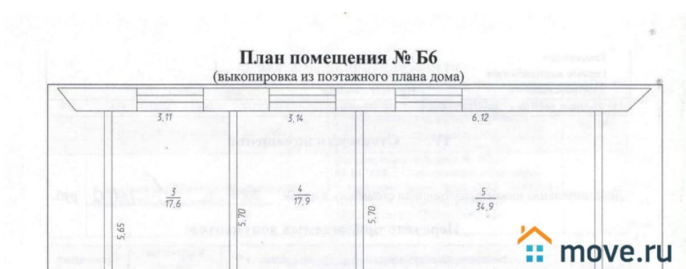 План помещения № Б6
(выкопировка из поэтажного плана дома)
3,11 3,14 6,12
3 4 5
17,6 17,9 34,9
5,65 5,70 5,70
move.ru